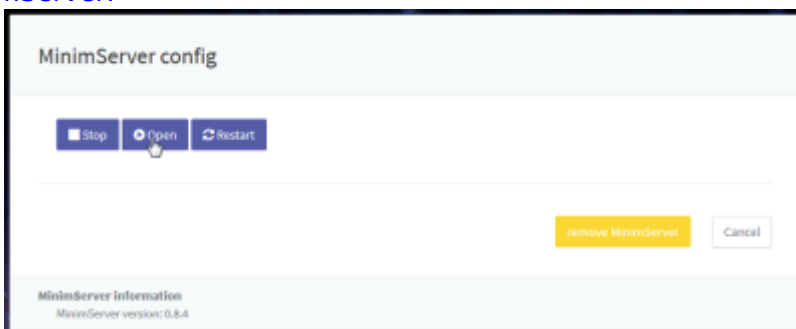 MinimServer config
Stop Open Restart
remove MinimServer Cancel
MinimServer information
MinimServer version: 0.8.4